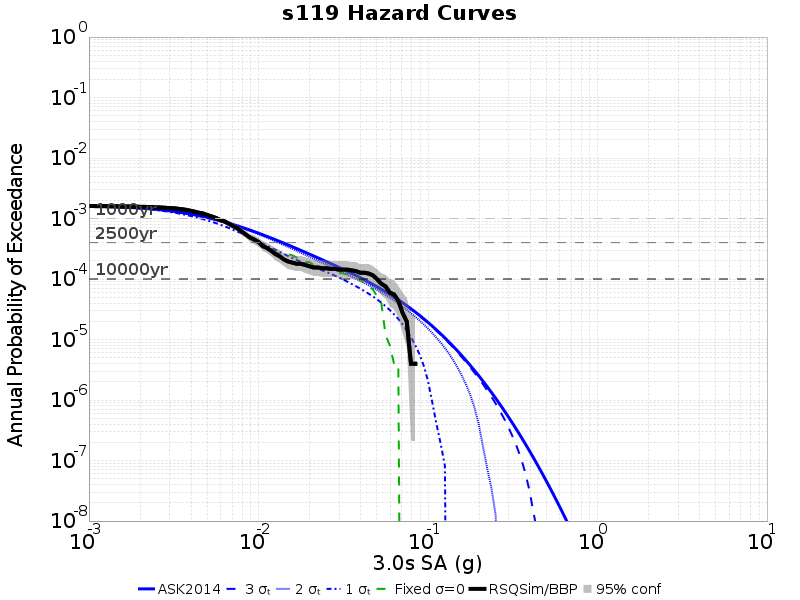 s119 Hazard Curves
Annual Probability of Exceedance
10^0
10^-1
10^-2
10^-3
10^-4
10^-5
10^-6
10^-7
10^-8
1000yr
2500yr
10000yr
10^-3 10^-2 10^-1 10^0 10^1
3.0s SA (g)
ASK2014 3 σₜ 2 σₜ 1 σₜ Fixed σ=0 RSQSim/BBP 95% conf